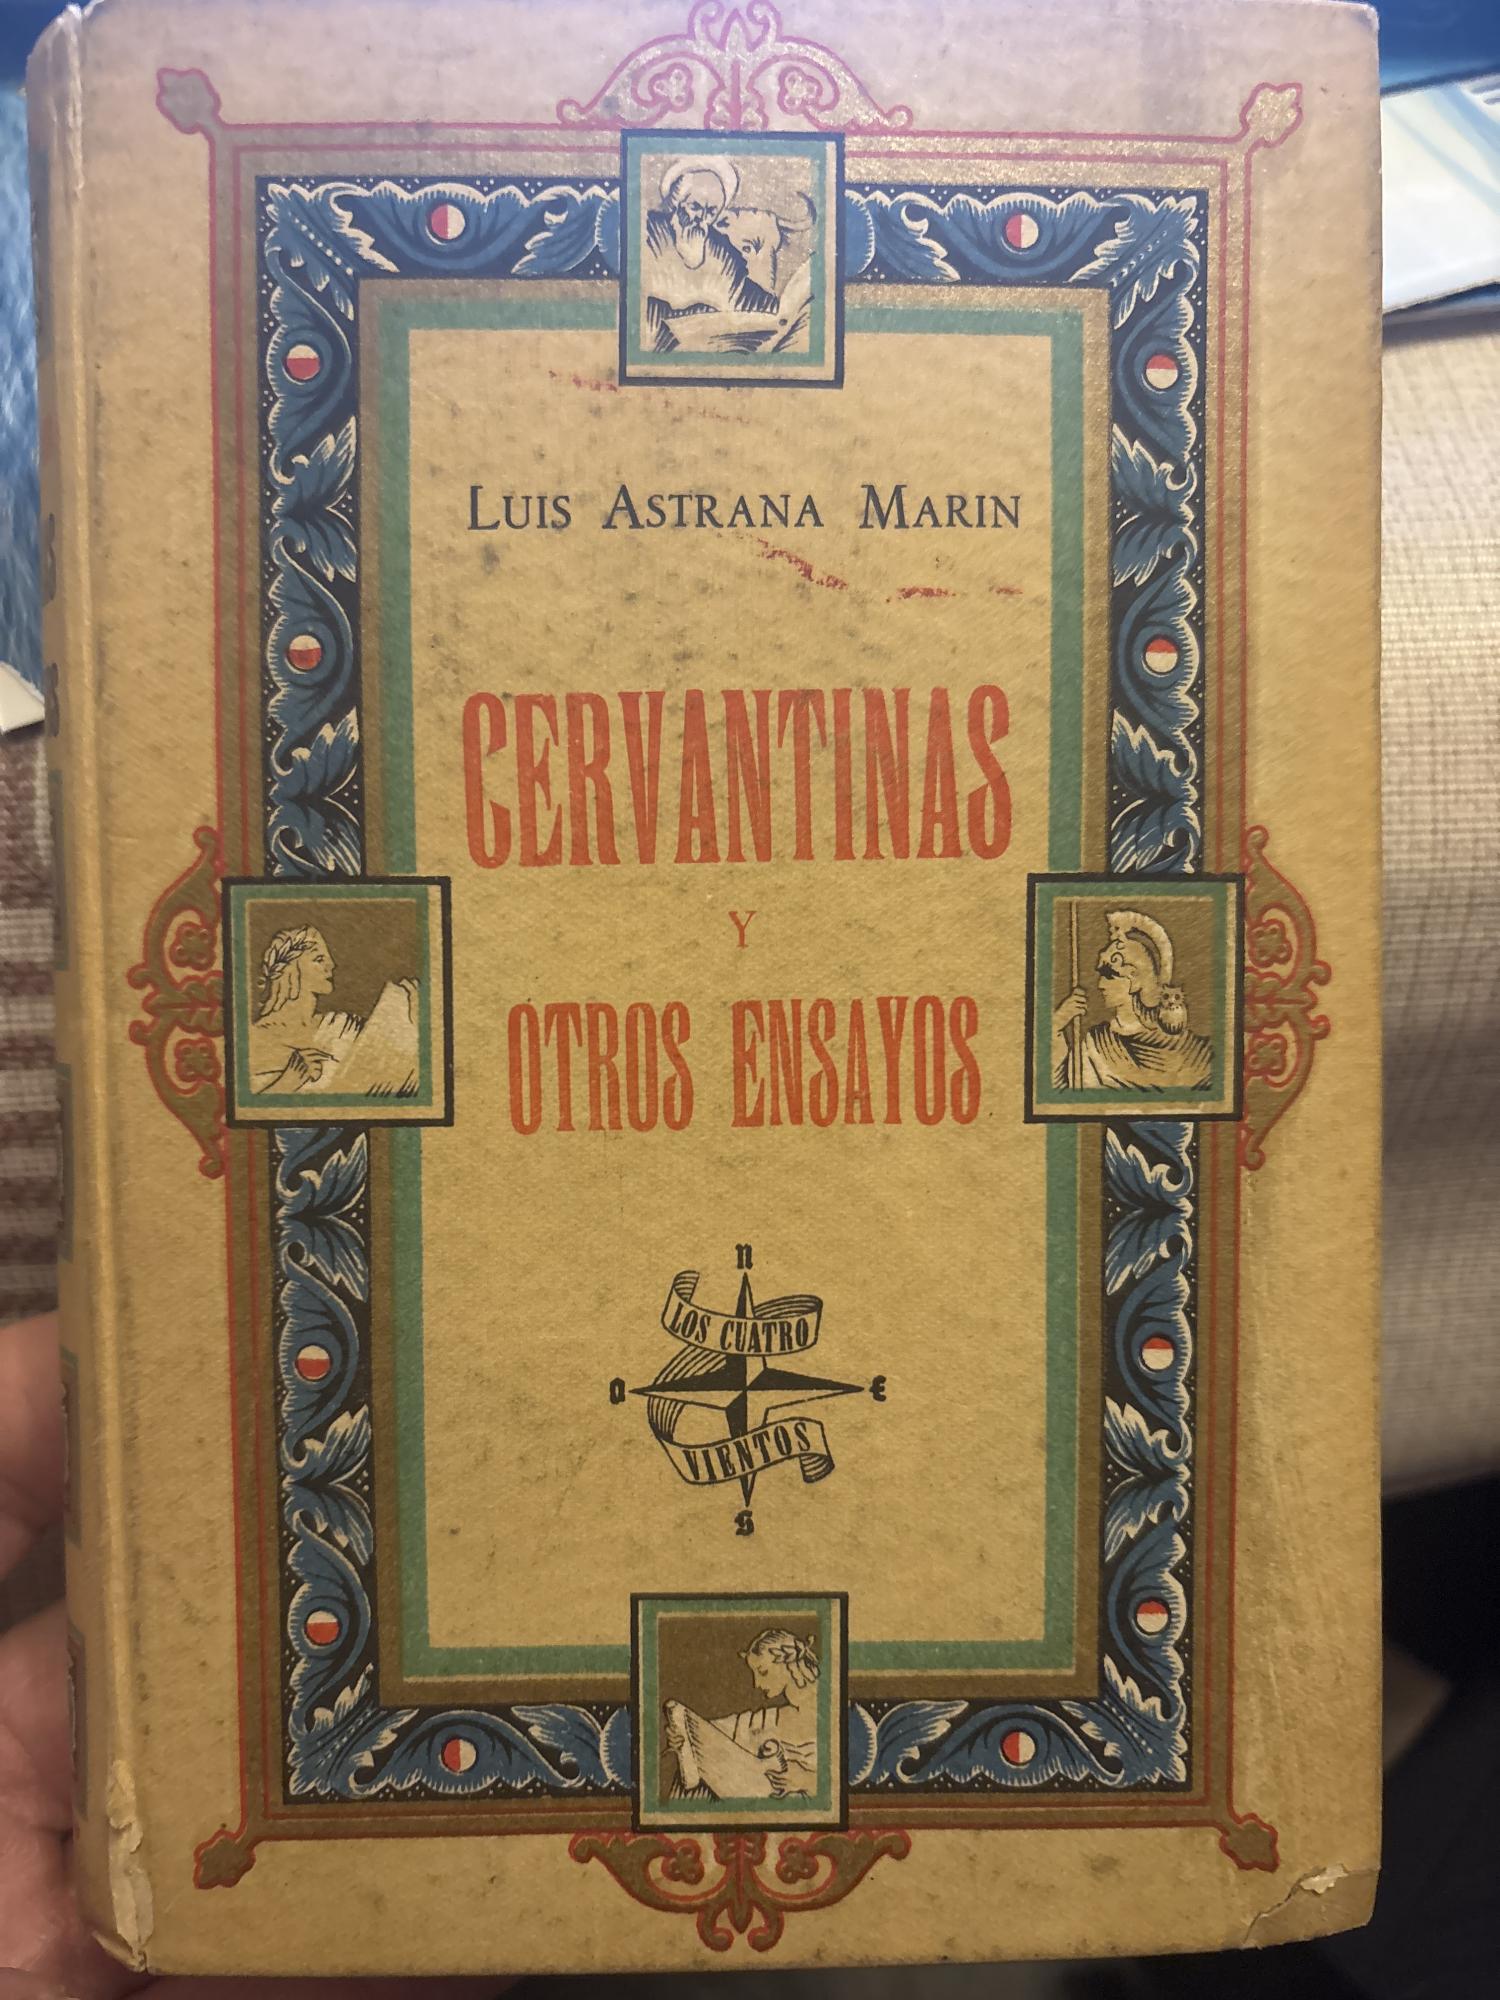 LUIS ASTRANA MARIN
CERVANTINAS
Y
OTROS ENSAYOS
n
LOS CUATRO
O E
VIENTOS
S